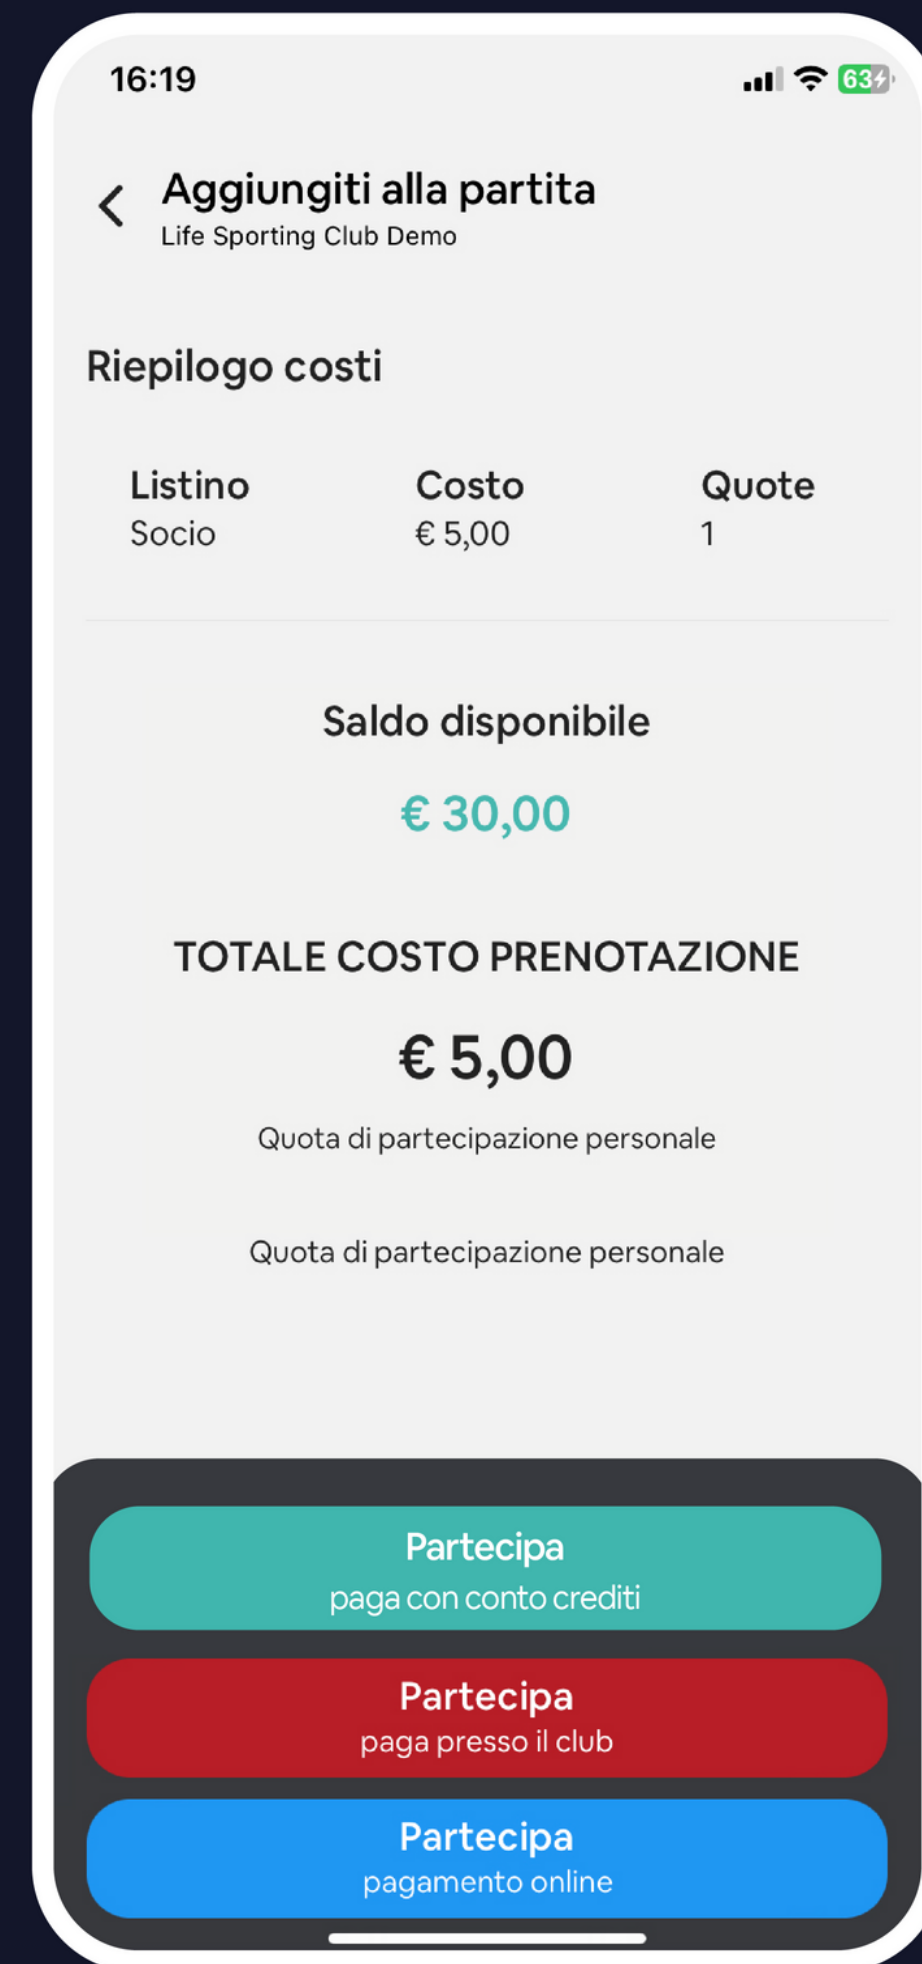 16:19
63
Aggiungiti alla partita
Life Sporting Club Demo
Riepilogo costi
Listino Costo Quote
Socio € 5,00 1
Saldo disponibile
€ 30,00
TOTALE COSTO PRENOTAZIONE
€ 5,00
Quota di partecipazione personale
Quota di partecipazione personale
Partecipa
paga con conto crediti
Partecipa
paga presso il club
Partecipa
pagamento online